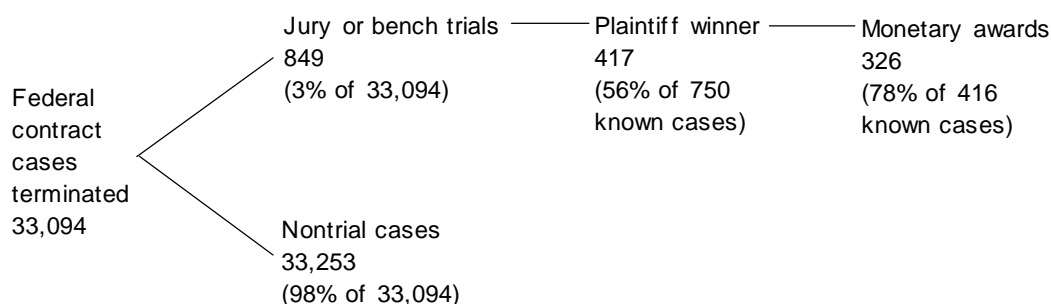 Federal
contract
cases
terminated
33,094
Jury or bench trials
849
(3% of 33,094)
Plaintiff winner
417
(56% of 750
known cases)
Monetary awards
326
(78% of 416
known cases)
Nontrial cases
33,253
(98% of 33,094)